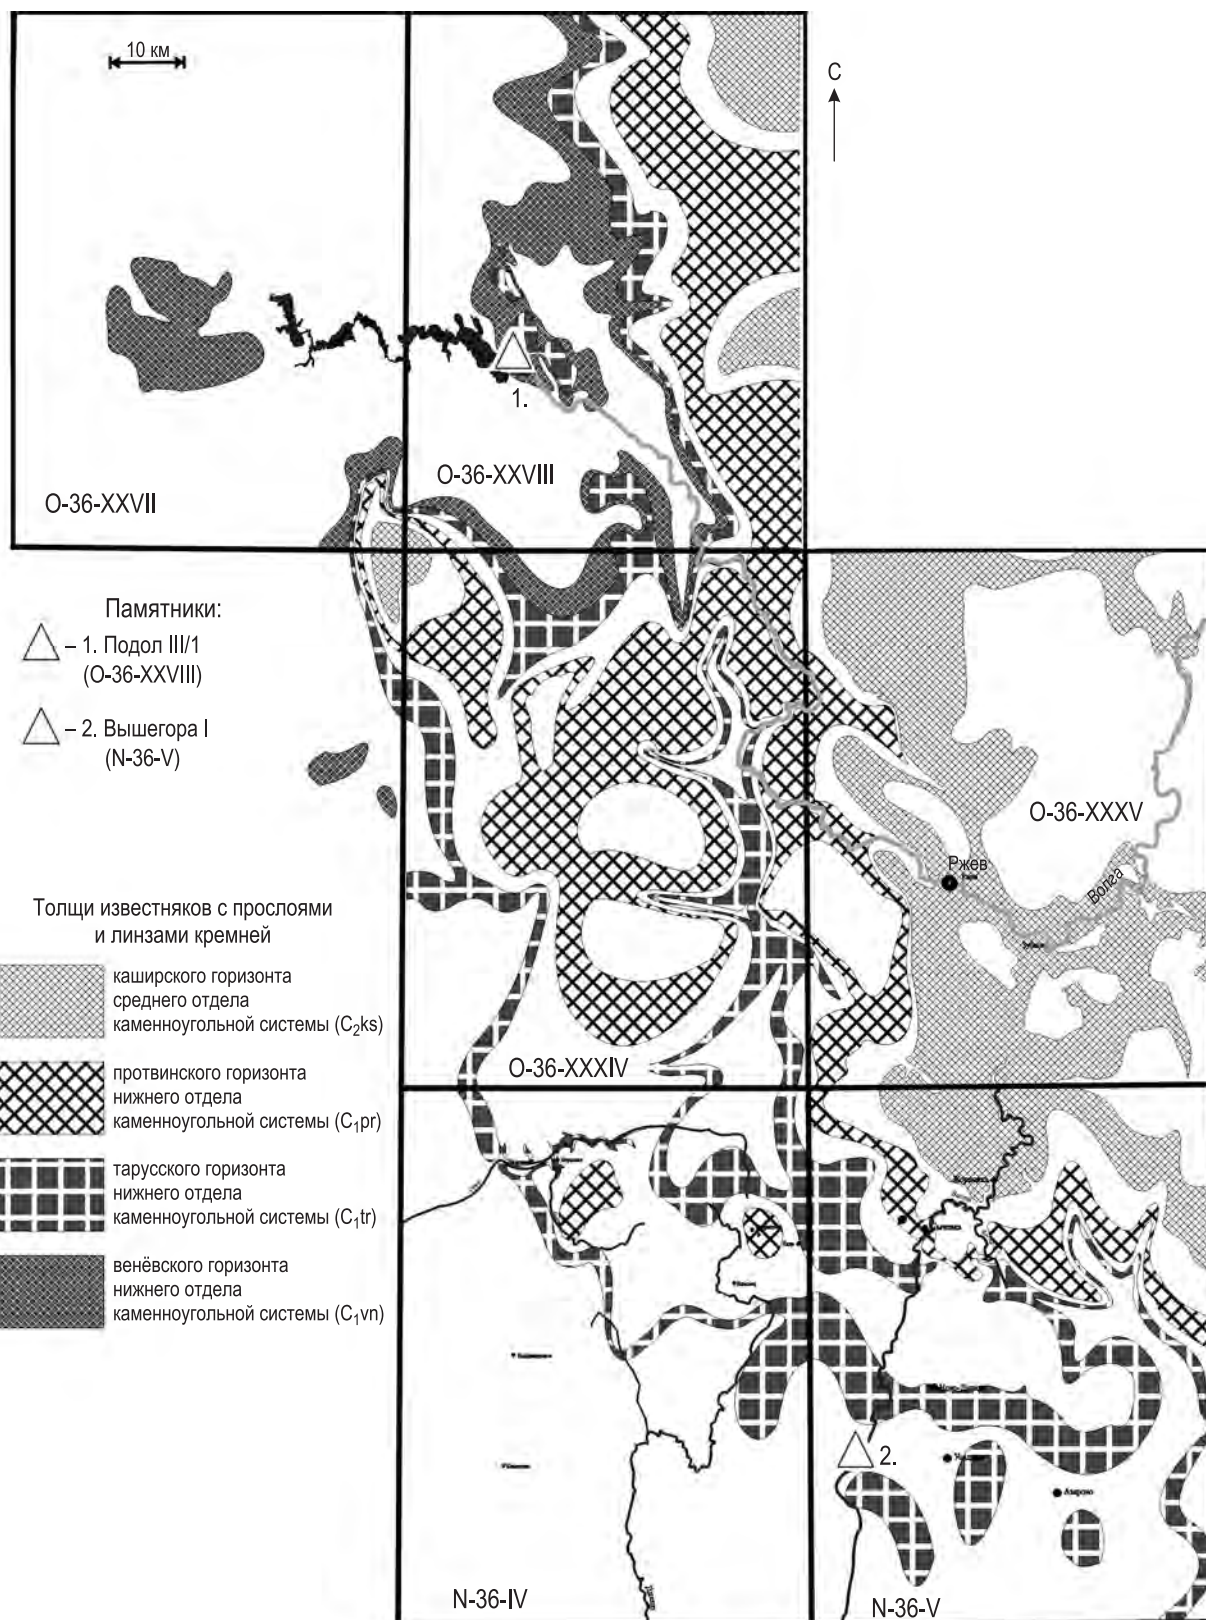 10 км
С
1.
O-36-XXVII
O-36-XXVIII
Памятники:
– 1. Подол III/1
(O-36-XXVIII)
– 2. Вышегора I
(N-36-V)
O-36-XXXV
Ржев
Волга
Толщи известняков с прослоями
и линзами кремней
каширского горизонта
среднего отдела
каменноугольной системы (C₂ks)
протвинского горизонта
нижнего отдела
каменноугольной системы (C₁pr)
тарусского горизонта
нижнего отдела
каменноугольной системы (C₁tr)
венёвского горизонта
нижнего отдела
каменноугольной системы (C₁vn)
O-36-XXXIV
2.
N-36-IV
N-36-V